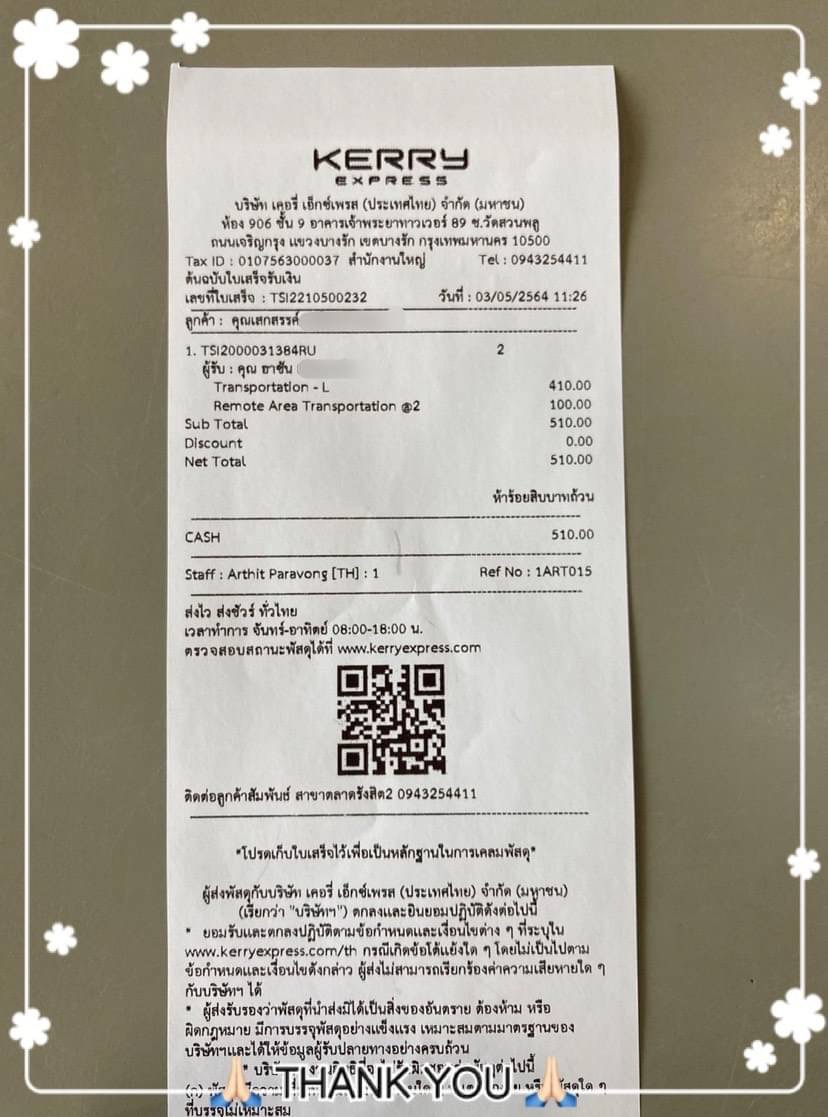 KERRY
EXPRESS
บริษัท เคอรี่ เอ็กซ์เพรส (ประเทศไทย) จำกัด (มหาชน)
ห้อง 906 ชั้น 9 อาคารเจ้าพระยาทาวเวอร์ 89 ซ.วัดสวนพลู
ถนนเจริญกรุง แขวงบางรัก เขตบางรัก กรุงเทพมหานคร 10500
Tax ID : 0107563000037 สำนักงานใหญ่ Tel : 0943254411
ต้นฉบับใบเสร็จรับเงิน
เลขที่ใบเสร็จ : TSI2210500232 วันที่ : 03/05/2564 11:26
ลูกค้า : คุณเสกสรรค์
1. TSI2000031384RU 2
ผู้รับ : คุณ ฮาซัน
Transportation - L 410.00
Remote Area Transportation @2 100.00
Sub Total 510.00
Discount 0.00
Net Total 510.00
ห้าร้อยสิบบาทถ้วน
CASH 510.00
Staff : Arthit Paravong [TH] : 1 Ref No : 1ART015
ส่งไว ส่งชัวร์ ทั่วไทย
เวลาทำการ จันทร์-อาทิตย์ 08:00-18:00 น.
ตรวจสอบสถานะพัสดุได้ที่ www.kerryexpress.com
ติดต่อลูกค้าสัมพันธ์ สาขาตลาดรังสิต2 0943254411
*โปรดเก็บใบเสร็จไว้เพื่อเป็นหลักฐานในการเคลมพัสดุ*
ผู้ส่งพัสดุกับบริษัท เคอรี่ เอ็กซ์เพรส (ประเทศไทย) จำกัด (มหาชน)
(เรียกว่า "บริษัทฯ") ตกลงและยินยอมปฏิบัติดังต่อไปนี้
* ยอมรับและตกลงปฏิบัติตามข้อกำหนดและเงื่อนไขต่าง ๆ ที่ระบุใน
www.kerryexpress.com/th กรณีเกิดข้อโต้แย้งใด ๆ โดยไม่เป็นไปตาม
ข้อกำหนดและเงื่อนไขดังกล่าว ผู้ส่งไม่สามารถเรียกร้องค่าความเสียหายใด ๆ
กับบริษัทฯ ได้
* ผู้ส่งรับรองว่าพัสดุที่นำส่งมิได้เป็นสิ่งของอันตราย ต้องห้าม หรือ
ผิดกฎหมาย มีการบรรจุพัสดุอย่างแข็งแรง เหมาะสมตามมาตรฐานของ
บริษัทฯและได้ให้ข้อมูลผู้รับปลายทางอย่างครบถ้วน
THANK YOU
ที่บรรจุไม่เหมาะสม